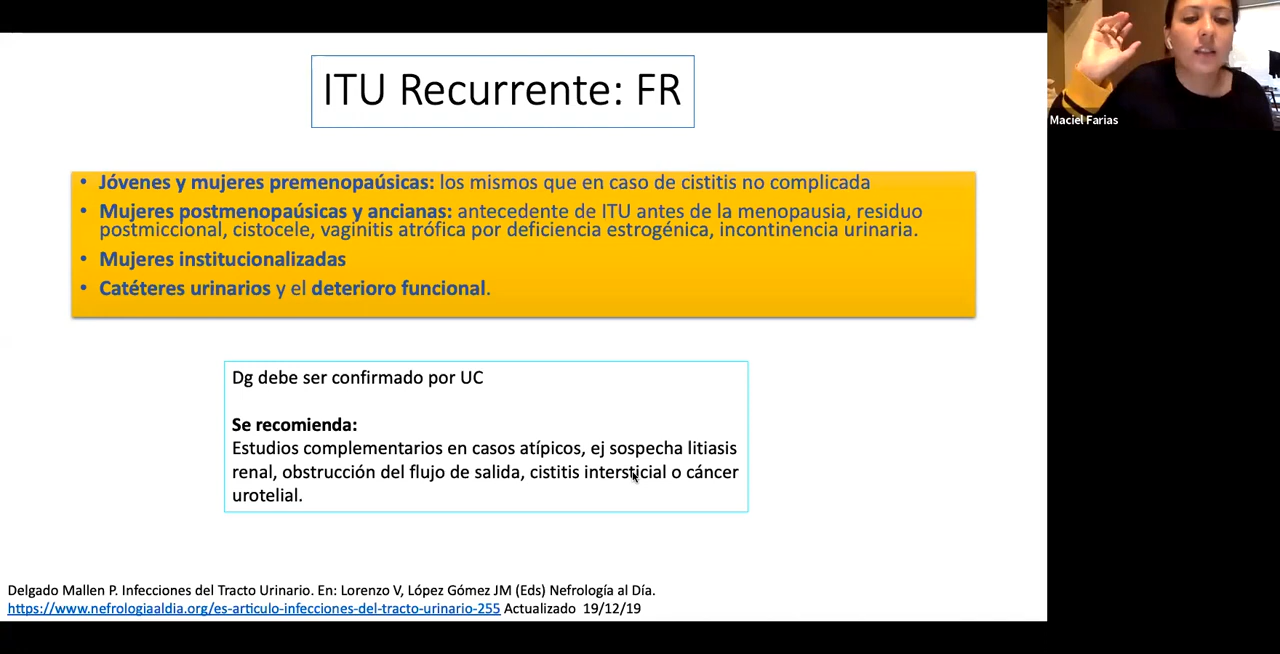 ITU Recurrente: FR
Maciel Farias
• Jóvenes y mujeres premenopaúsicas: los mismos que en caso de cistitis no complicada
• Mujeres postmenopaúsicas y ancianas: antecedente de ITU antes de la menopausia, residuo
postmiccional, cistocele, vaginitis atrófica por deficiencia estrogénica, incontinencia urinaria.
• Mujeres institucionalizadas
• Catéteres urinarios y el deterioro funcional.
Dg debe ser confirmado por UC
Se recomienda:
Estudios complementarios en casos atípicos, ej sospecha litiasis
renal, obstrucción del flujo de salida, cistitis intersticial o cáncer
urotelial.
Delgado Mallen P. Infecciones del Tracto Urinario. En: Lorenzo V, López Gómez JM (Eds) Nefrología al Día.
https://www.nefrologiaaldia.org/es-articulo-infecciones-del-tracto-urinario-255 Actualizado 19/12/19